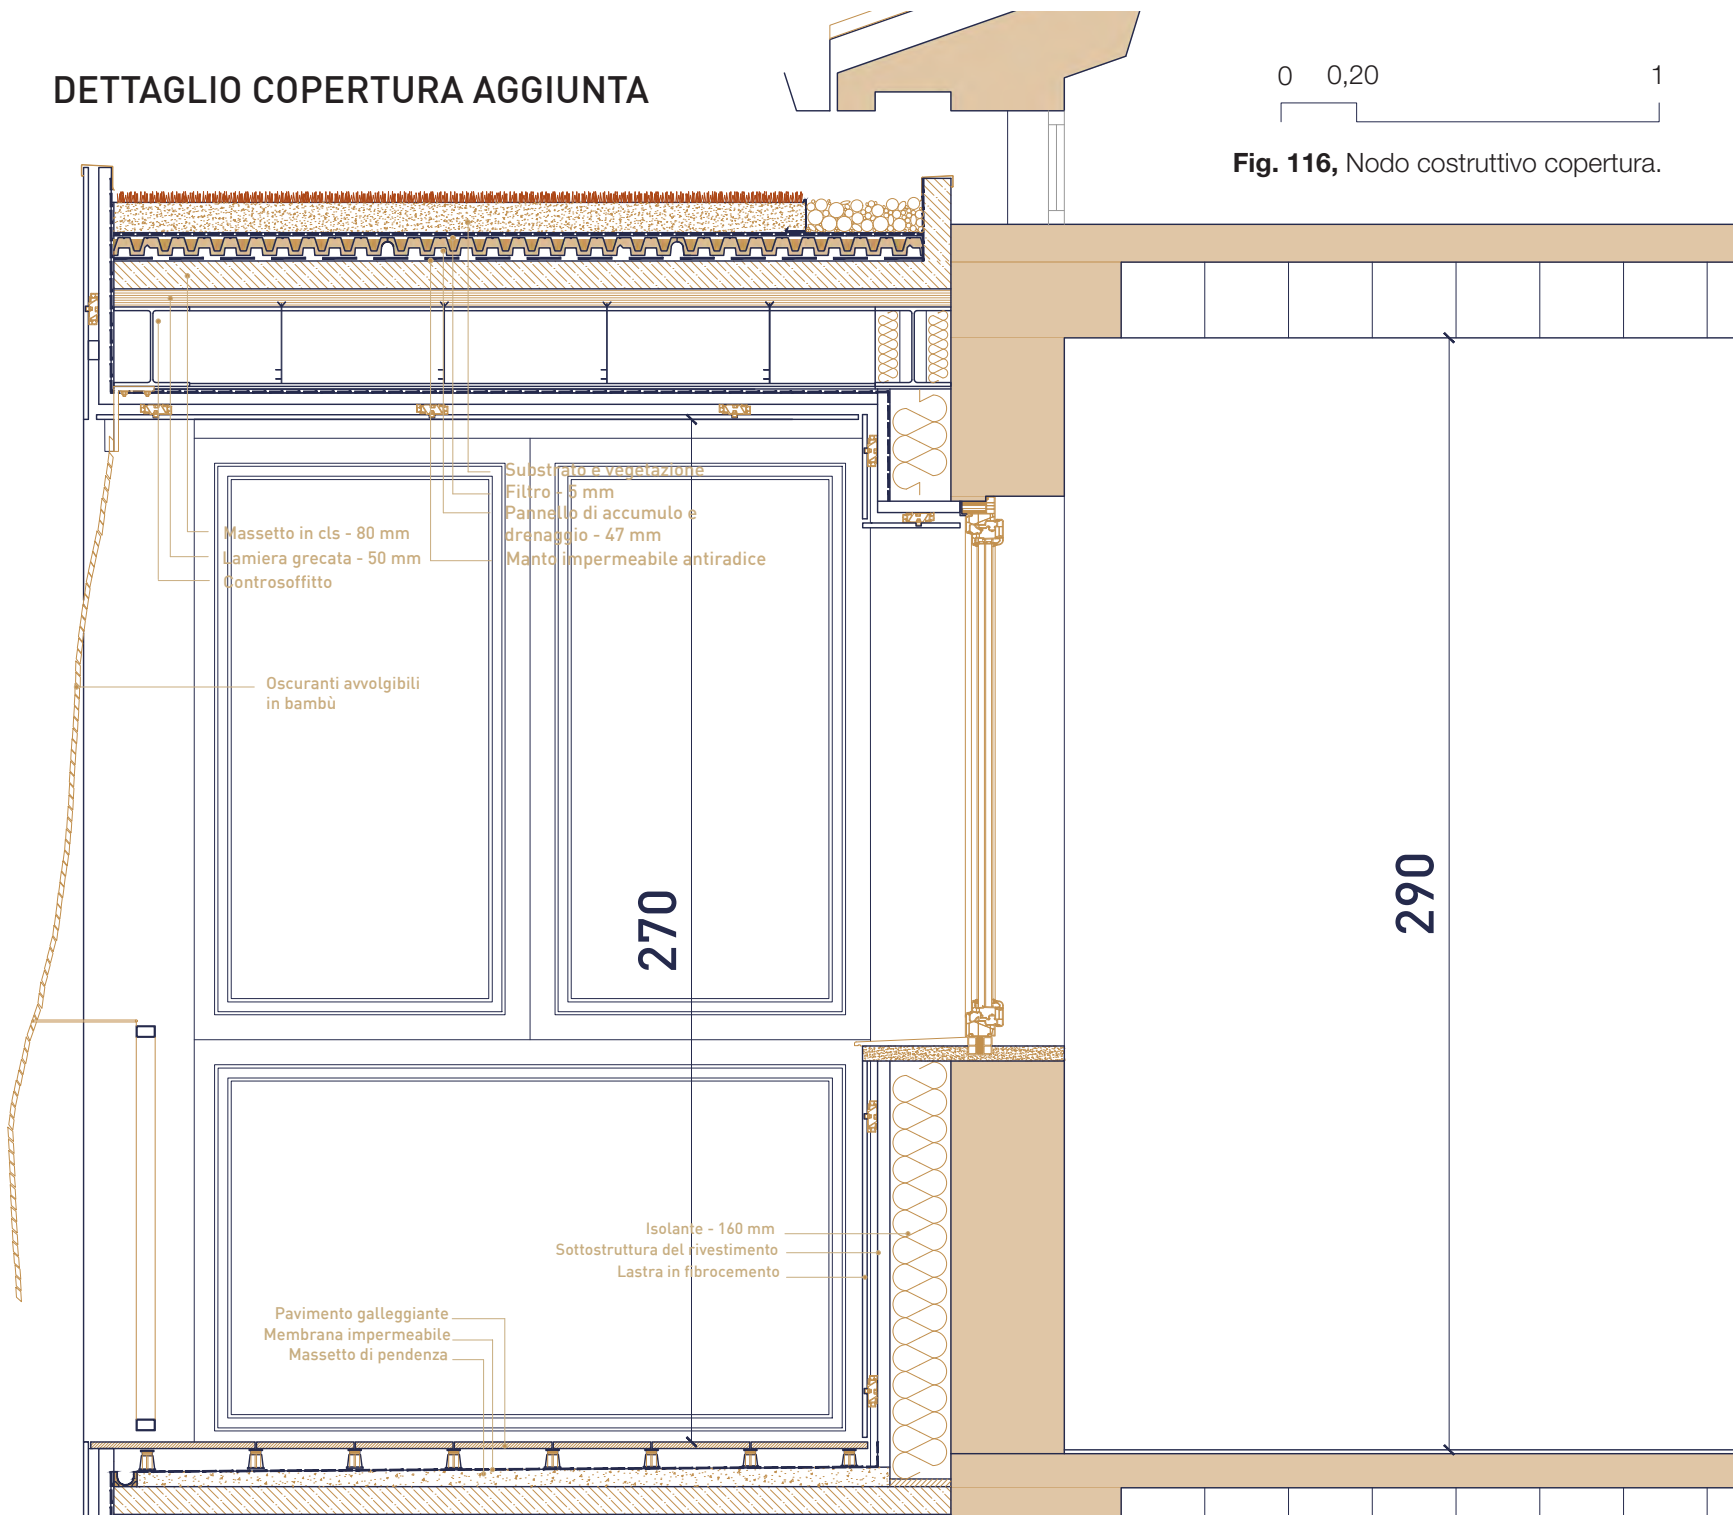 DETTAGLIO COPERTURA AGGIUNTA
0 0,20 1
Fig. 116, Nodo costruttivo copertura.
Substrato e vegetazione
Filtro - 5 mm
Pannello di accumulo e
drenaggio - 47 mm
Manto impermeabile antiradice
Massetto in cls - 80 mm
Lamiera grecata - 50 mm
Controsoffitto
Oscuranti avvolgibili
in bambù
270
290
Isolante - 160 mm
Sottostruttura del rivestimento
Lastra in fibrocemento
Pavimento galleggiante
Membrana impermeabile
Massetto di pendenza